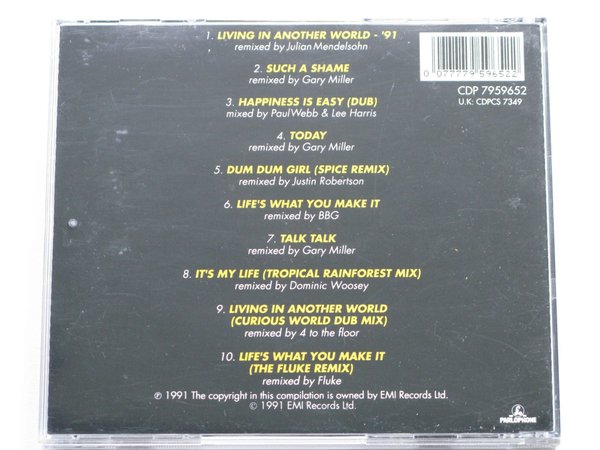 1. LIVING IN ANOTHER WORLD - '91
remixed by Julian Mendelsohn
2. SUCH A SHAME
remixed by Gary Miller
3. HAPPINESS IS EASY (DUB)
mixed by Paul Webb & Lee Harris
4. TODAY
remixed by Gary Miller
5. DUM DUM GIRL (SPICE REMIX)
remixed by Justin Robertson
6. LIFE'S WHAT YOU MAKE IT
remixed by BBG
7. TALK TALK
remixed by Gary Miller
8. IT'S MY LIFE (TROPICAL RAINFOREST MIX)
remixed by Dominic Woosey
9. LIVING IN ANOTHER WORLD
(CURIOUS WORLD DUB MIX)
remixed by 4 to the floor
10. LIFE'S WHAT YOU MAKE IT
(THE FLUKE REMIX)
remixed by Fluke
℗ 1991 The copyright in this compilation is owned by EMI Records Ltd.
© 1991 EMI Records Ltd.
0 077779 596522
CDP 7959652
U.K: CDPCS 7349
PARLOPHONE